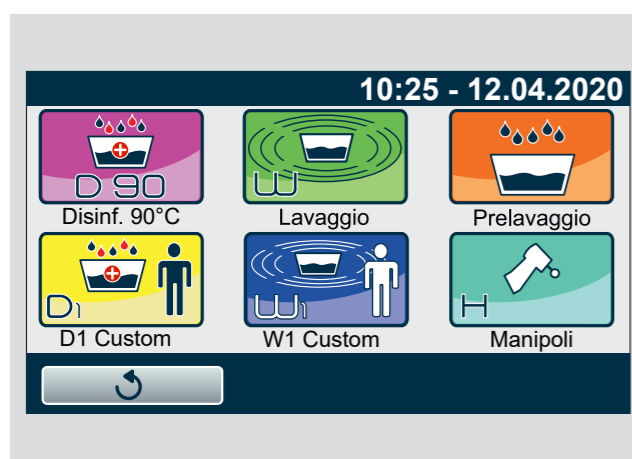 10:25 - 12.04.2020
D 90
W
Disinf. 90°C
Lavaggio
Prelavaggio
D1
W1
H
D1 Custom
W1 Custom
Manipoli